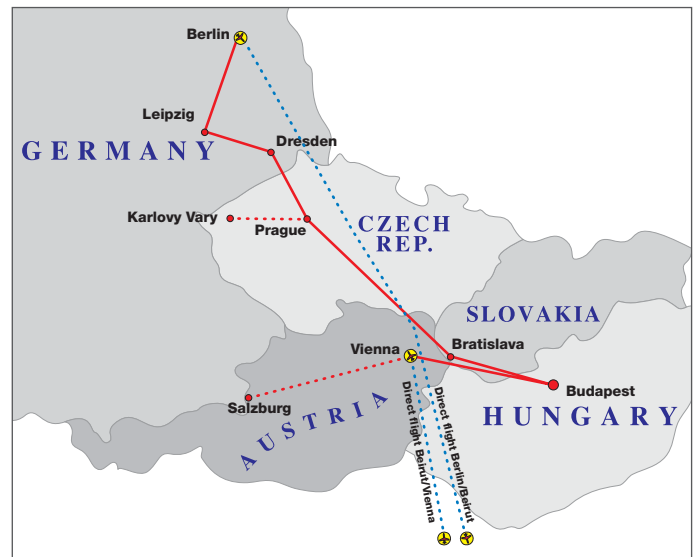 Berlin
Leipzig
Dresden
GERMANY
Karlovy Vary
Prague
CZECH
REP.
SLOVAKIA
Vienna
Bratislava
Budapest
Salzburg
AUSTRIA
HUNGARY
Direct flight Beirut/Vienna
Direct flight Berlin/Beirut